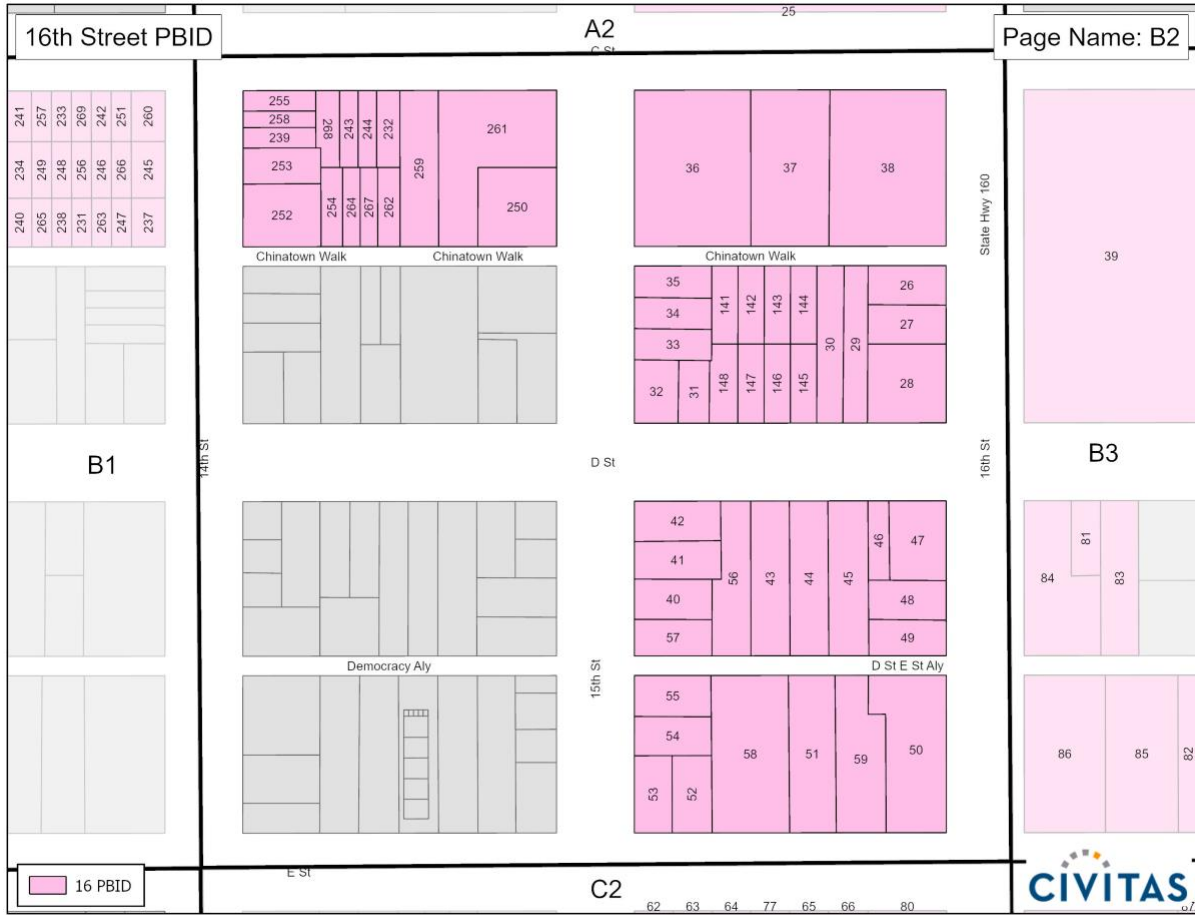 25
16th Street PBID
A2
Page Name: B2
C St
241 257 233 269 242 251 260
234 249 248 256 246 266 245
240 265 238 231 263 247 237
255
258
239
253
252
268 243 244 232
254 264 267 262
259
261
250
36 37 38
State Hwy 160
39
Chinatown Walk Chinatown Walk Chinatown Walk
35
34
33
32 31
141 142 143 144
148 147 146 145
30 29
26
27
28
B1
14th St
D St
16th St
B3
42
41
40
57
56 43 44 45
46 47
48
49
84 81 83
Democracy Aly
15th St
D St E St Aly
55
54
53 52
58 51 59 50
86 85 82
E St
16 PBID
C2
CIVITAS
62 63 64 77 65 66 80
87